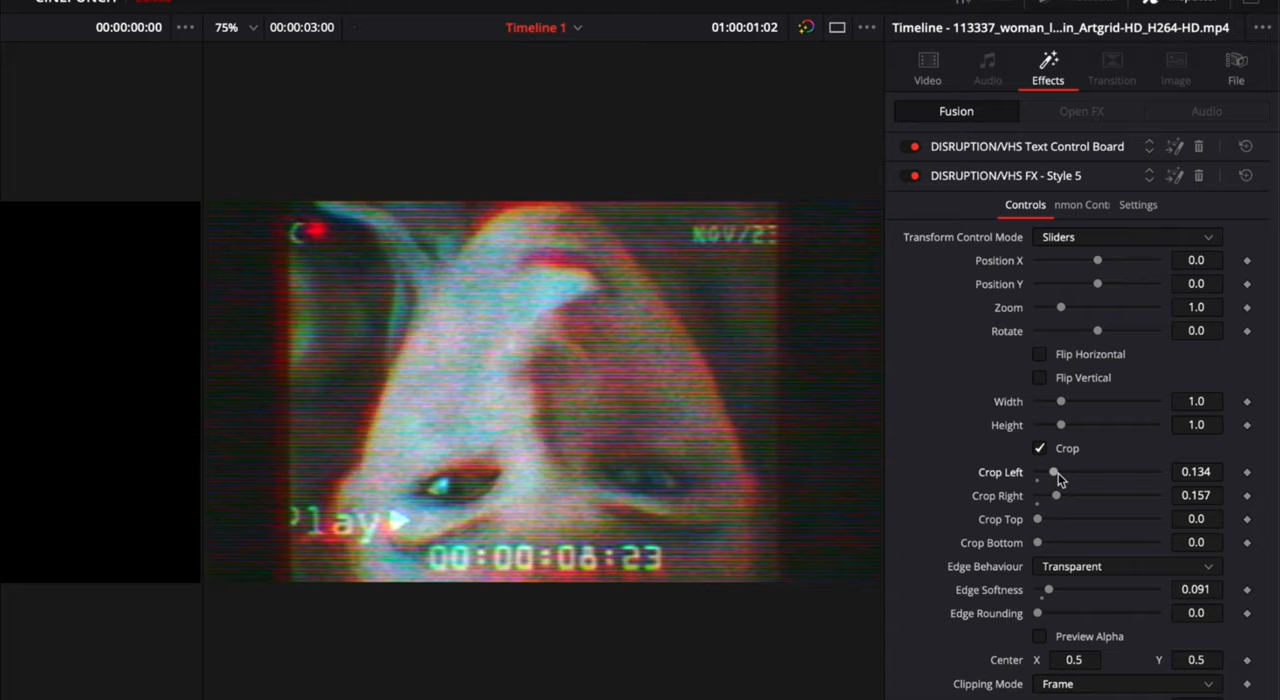 CINEPUNCH
00:00:00:00 ••• 75% 00:00:03:00 Timeline 1 01:00:01:02 •••
Timeline - 113337_woman_l...in_Artgrid-HD_H264-HD.mp4 •••
Video Audio Effects Transition Image File
Fusion Open FX Audio
DISRUPTION/VHS Text Control Board
DISRUPTION/VHS FX - Style 5
Controls nmon Cont Settings
Transform Control Mode Sliders
Position X 0.0
Position Y 0.0
Zoom 1.0
Rotate 0.0
Flip Horizontal
Flip Vertical
Width 1.0
Height 1.0
Crop
Crop Left 0.134
Crop Right 0.157
Crop Top 0.0
Crop Bottom 0.0
Edge Behaviour Transparent
Edge Softness 0.091
Edge Rounding 0.0
Preview Alpha
Center X 0.5 Y 0.5
Clipping Mode Frame
NOV/23
Play
00:00:08:23